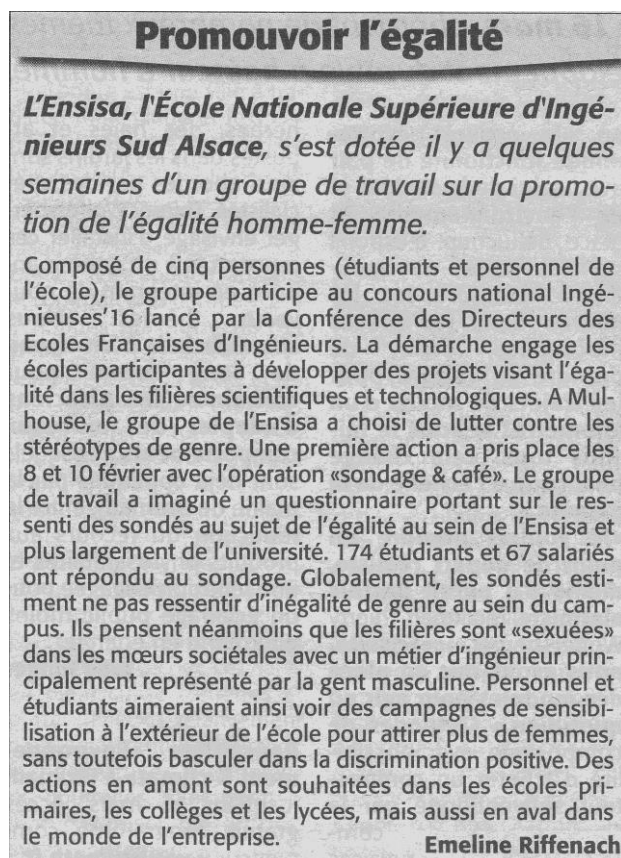 Promouvoir l'égalité
L'Ensisa, l'École Nationale Supérieure d'Ingé-
nieurs Sud Alsace, s'est dotée il y a quelques
semaines d'un groupe de travail sur la promo-
tion de l'égalité homme-femme.
Composé de cinq personnes (étudiants et personnel de
l'école), le groupe participe au concours national Ingé-
nieuses'16 lancé par la Conférence des Directeurs des
Ecoles Françaises d'Ingénieurs. La démarche engage les
écoles participantes à développer des projets visant l'éga-
lité dans les filières scientifiques et technologiques. A Mul-
house, le groupe de l'Ensisa a choisi de lutter contre les
stéréotypes de genre. Une première action a pris place les
8 et 10 février avec l'opération «sondage & café». Le groupe
de travail a imaginé un questionnaire portant sur le res-
senti des sondés au sujet de l'égalité au sein de l'Ensisa et
plus largement de l'université. 174 étudiants et 67 salariés
ont répondu au sondage. Globalement, les sondés esti-
ment ne pas ressentir d'inégalité de genre au sein du cam-
pus. Ils pensent néanmoins que les filières sont «sexuées»
dans les mœurs sociétales avec un métier d'ingénieur prin-
cipalement représenté par la gent masculine. Personnel et
étudiants aimeraient ainsi voir des campagnes de sensibi-
lisation à l'extérieur de l'école pour attirer plus de femmes,
sans toutefois basculer dans la discrimination positive. Des
actions en amont sont souhaitées dans les écoles pri-
maires, les collèges et les lycées, mais aussi en aval dans
le monde de l'entreprise.
Emeline Riffenach